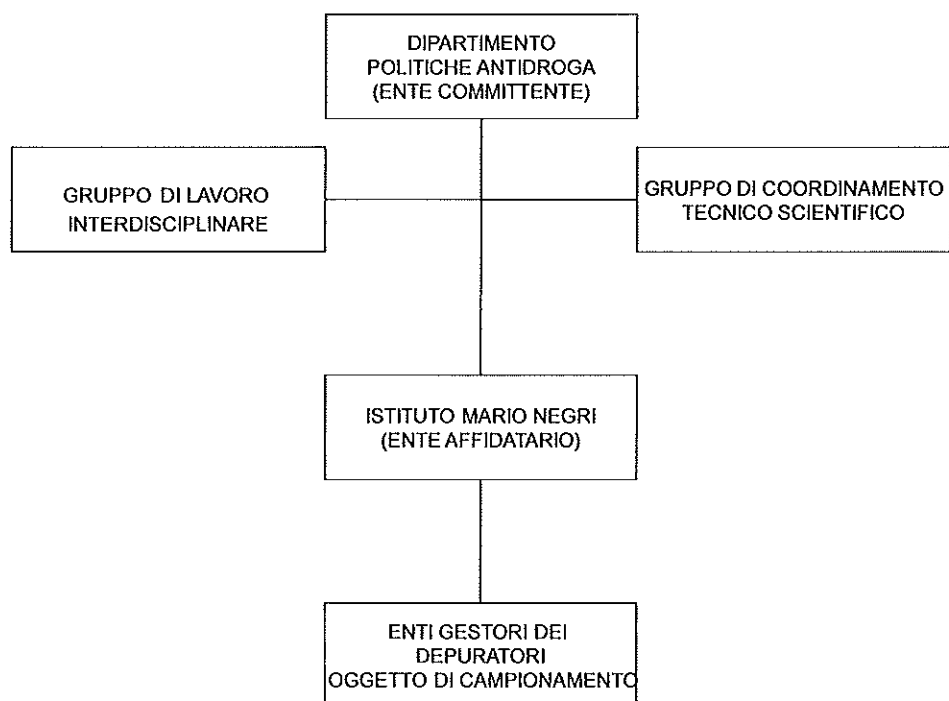 DIPARTIMENTO
POLITICHE ANTIDROGA
(ENTE COMMITTENTE)
GRUPPO DI LAVORO
INTERDISCIPLINARE
GRUPPO DI COORDINAMENTO
TECNICO SCIENTIFICO
ISTITUTO MARIO NEGRI
(ENTE AFFIDATARIO)
ENTI GESTORI DEI
DEPURATORI
OGGETTO DI CAMPIONAMENTO